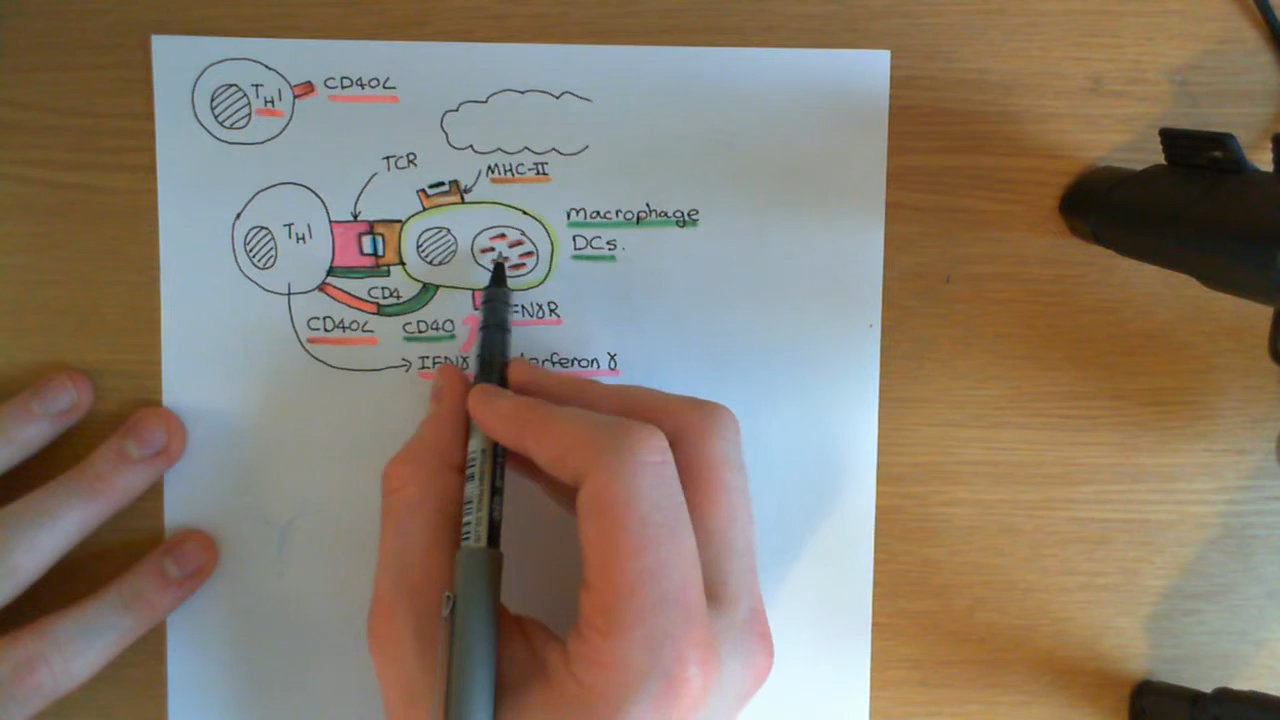 TH1
CD40L
TCR
MHC-II
TH1
macrophage
DCs.
CD4
CD40L
CD40
IFNγ